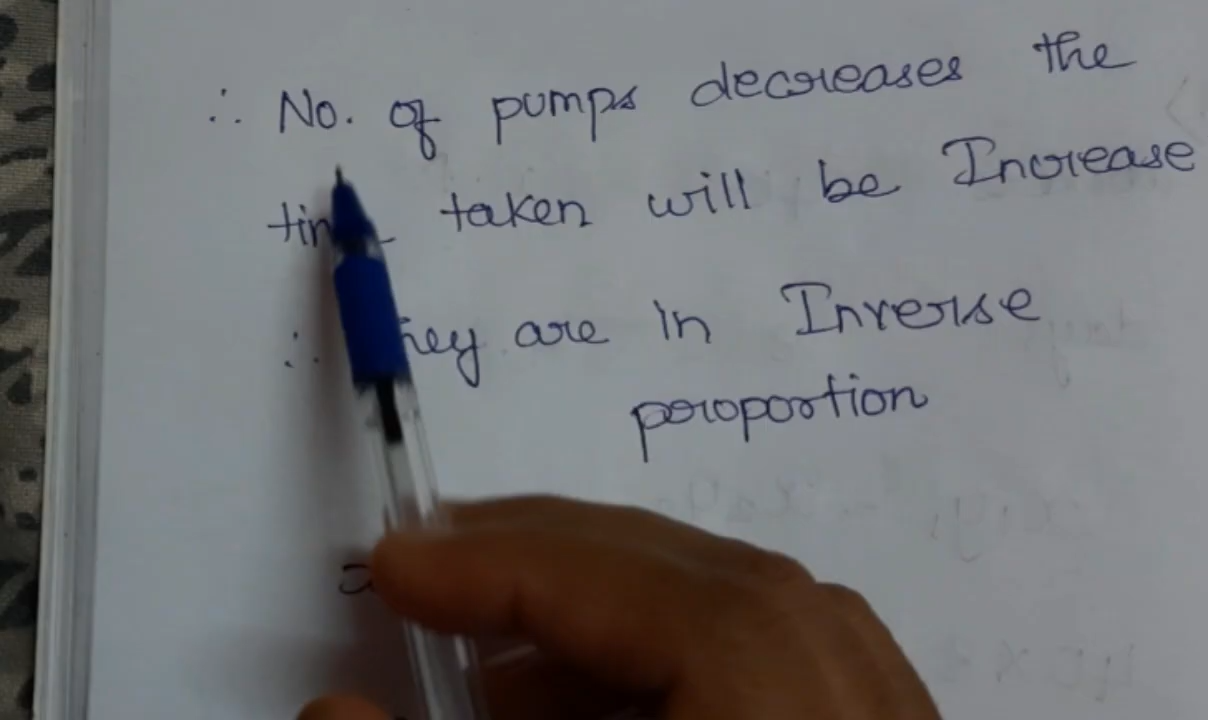 ∴ No. of pumps decreases the
taken will be Increase
∴ are in Inverse
proportion